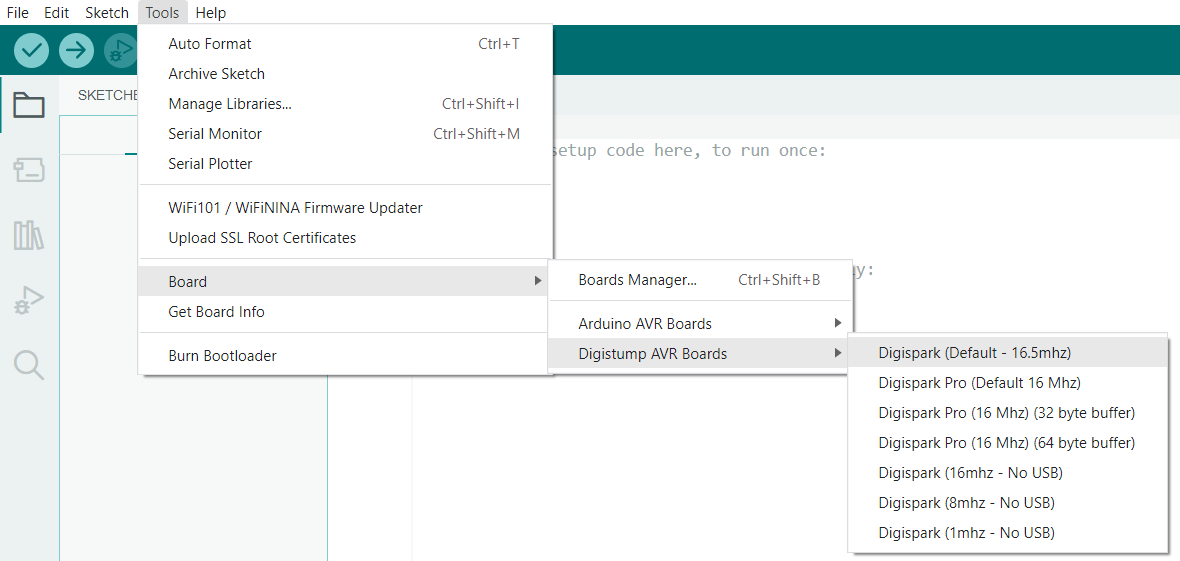 File Edit Sketch Tools Help
Auto Format Ctrl+T
Archive Sketch
SKETCHE
Manage Libraries... Ctrl+Shift+I
Serial Monitor Ctrl+Shift+M
setup code here, to run once:
Serial Plotter
WiFi101 / WiFiNINA Firmware Updater
Upload SSL Root Certificates
y:
Board
Get Board Info
Burn Bootloader
Boards Manager... Ctrl+Shift+B
Arduino AVR Boards
Digistump AVR Boards
Digispark (Default - 16.5mhz)
Digispark Pro (Default 16 Mhz)
Digispark Pro (16 Mhz) (32 byte buffer)
Digispark Pro (16 Mhz) (64 byte buffer)
Digispark (16mhz - No USB)
Digispark (8mhz - No USB)
Digispark (1mhz - No USB)